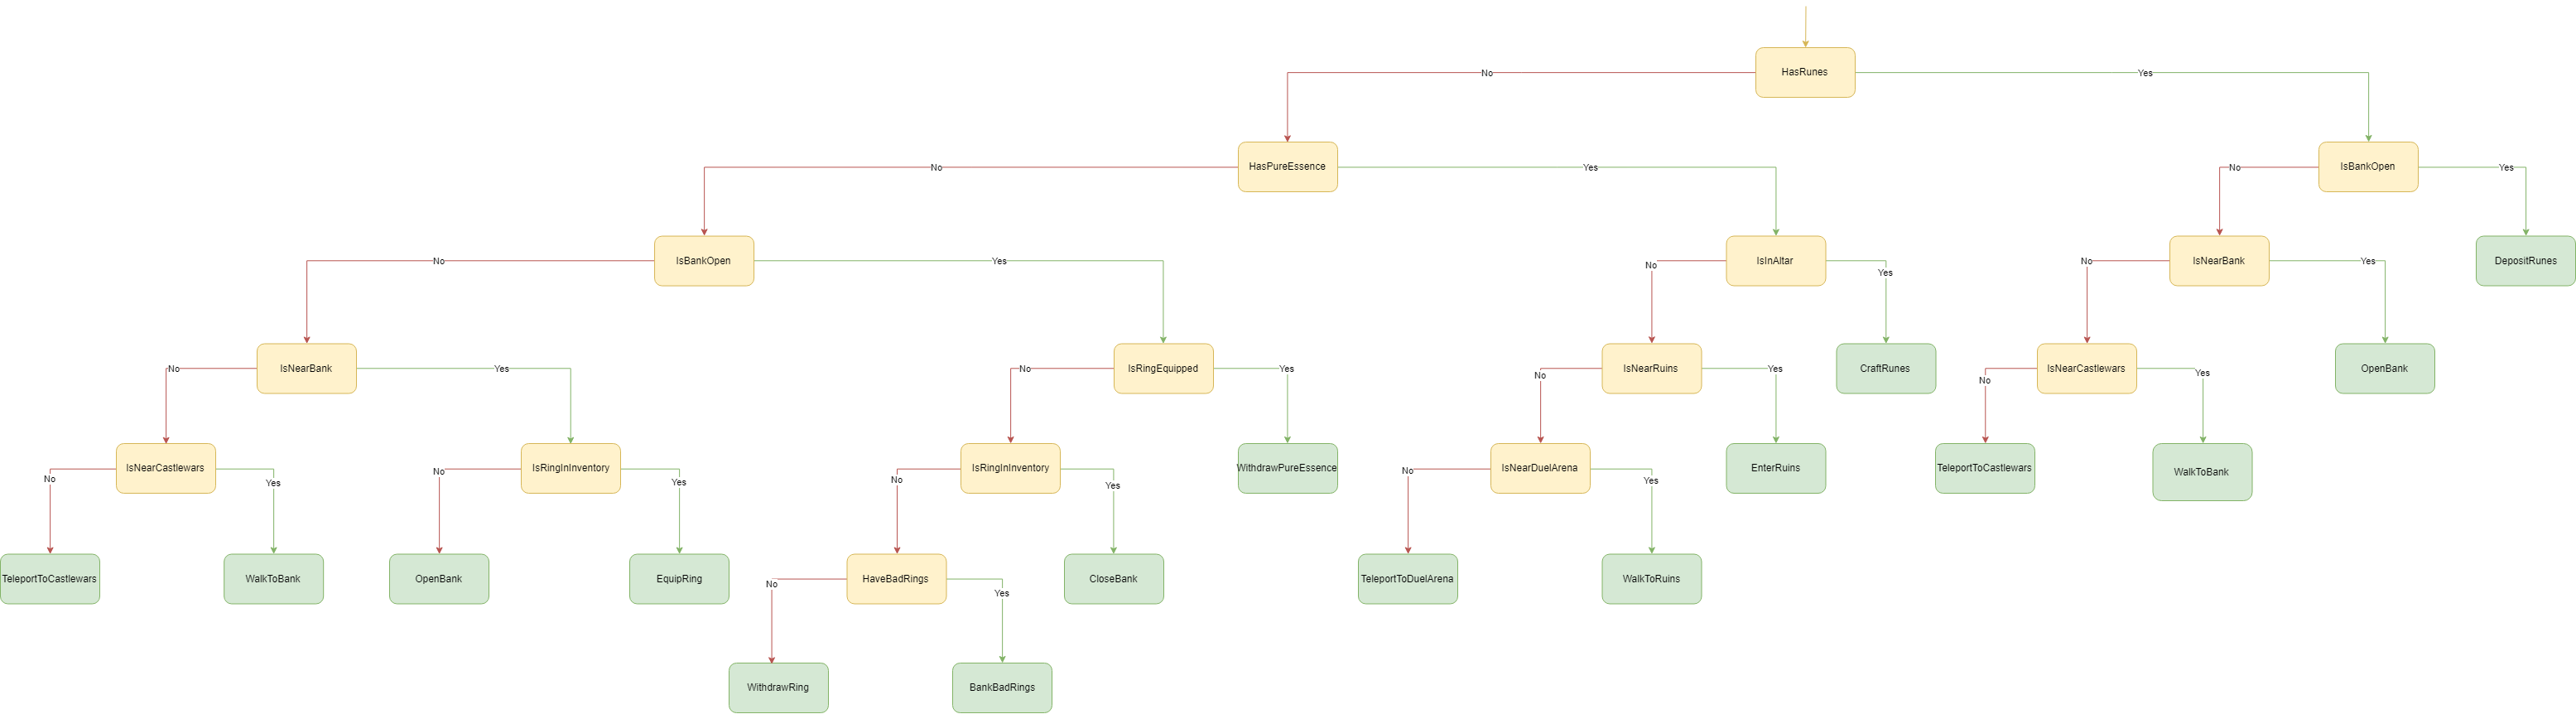 HasRunes
No
Yes
HasPureEssence
IsBankOpen
No
Yes
No
Yes
IsBankOpen
IsInAltar
IsNearBank
DepositRunes
No
Yes
No
Yes
No
Yes
IsNearBank
IsRingEquipped
IsNearRuins
CraftRunes
IsNearCastlewars
OpenBank
No
Yes
No
Yes
No
Yes
No
Yes
IsNearCastlewars
IsRingInInventory
IsRingInInventory
WithdrawPureEssence
IsNearDuelArena
EnterRuins
TeleportToCastlewars
WalkToBank
No
Yes
No
Yes
No
Yes
No
Yes
TeleportToCastlewars
WalkToBank
OpenBank
EquipRing
HaveBadRings
CloseBank
TeleportToDuelArena
WalkToRuins
No
Yes
WithdrawRing
BankBadRings